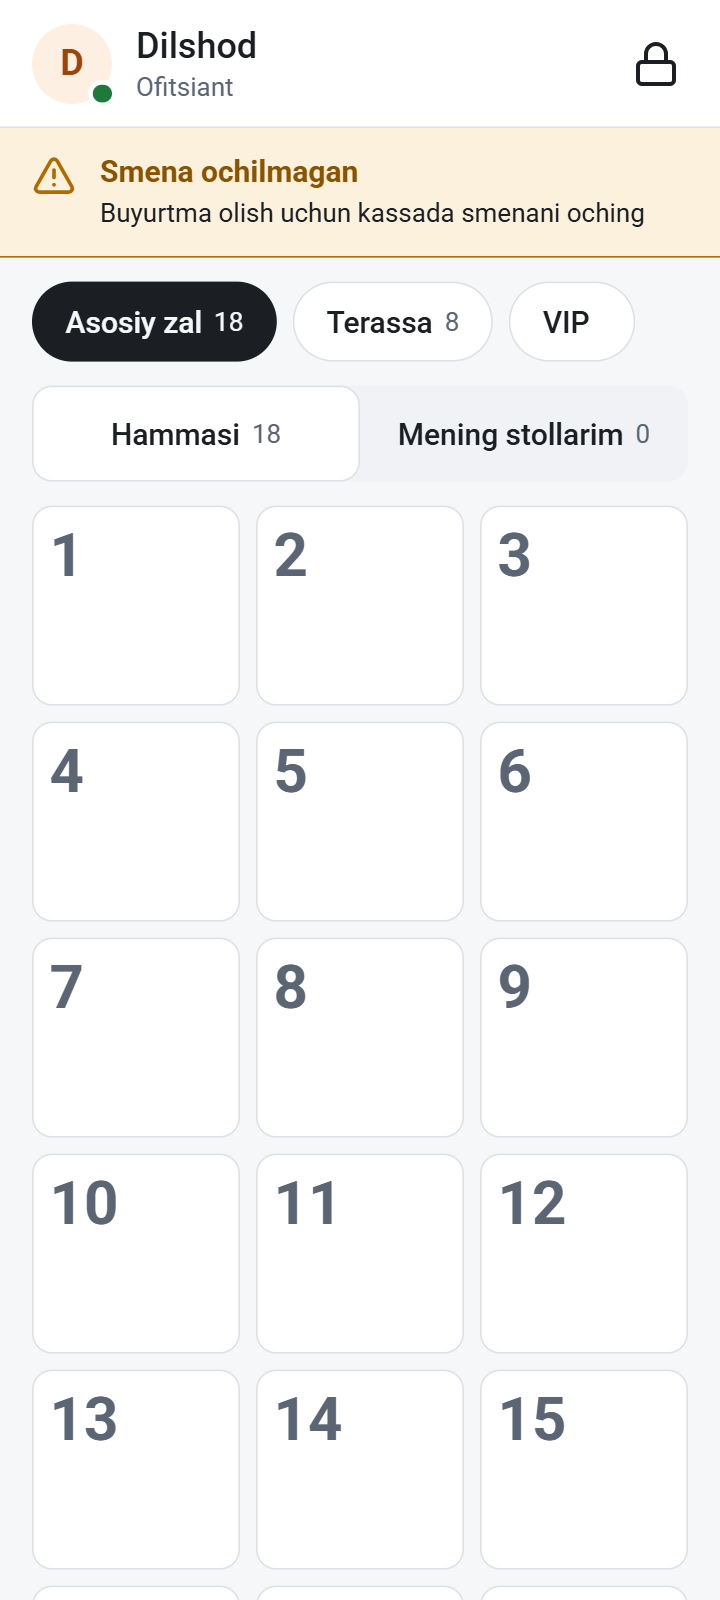 D
Dilshod
Ofitsiant
Smena ochilmagan
Buyurtma olish uchun kassada smenani oching
Asosiy zal 18 Terassa 8 VIP
Hammasi 18 Mening stollarim 0
1 2 3
4 5 6
7 8 9
10 11 12
13 14 15